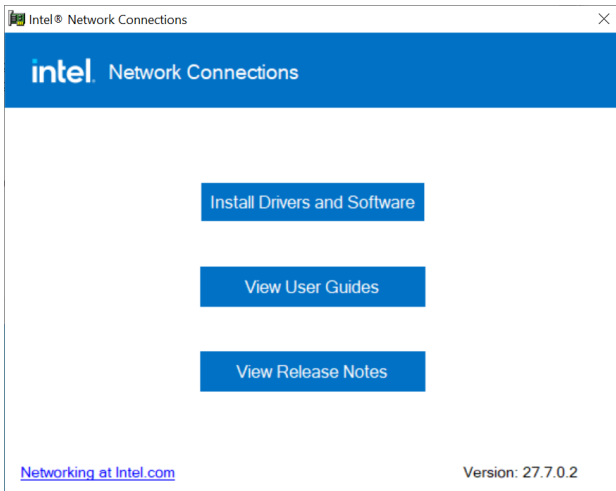 Intel® Network Connections
intel. Network Connections
Install Drivers and Software
View User Guides
View Release Notes
Networking at Intel.com
Version: 27.7.0.2